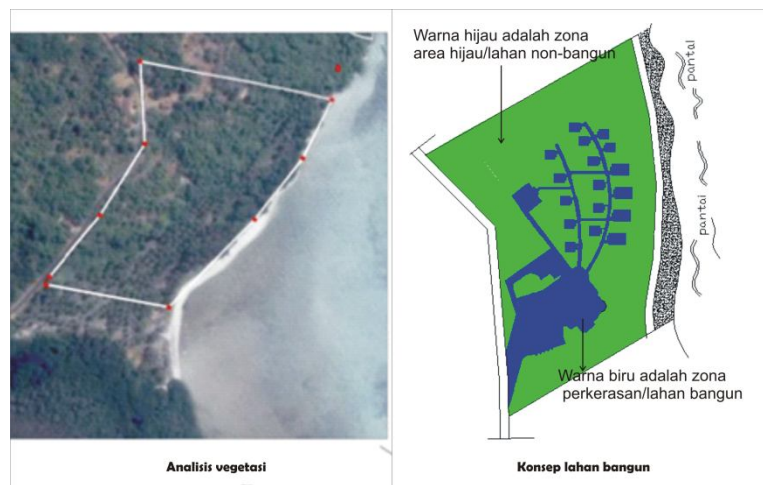 Warna hijau adalah zona
area hijau/lahan non-bangun
pantai
pantai
Warna biru adalah zona
perkerasan/lahan bangun
Analisis vegetasi
Konsep lahan bangun